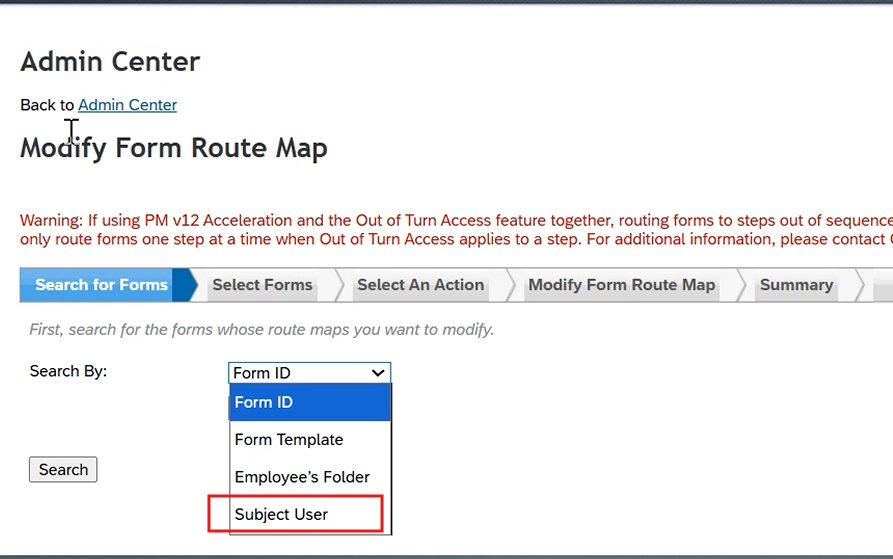 Admin Center
Back to Admin Center
Modify Form Route Map
Warning: If using PM v12 Acceleration and the Out of Turn Access feature together, routing forms to steps out of sequence
only route forms one step at a time when Out of Turn Access applies to a step. For additional information, please contact
Search for Forms Select Forms Select An Action Modify Form Route Map Summary
First, search for the forms whose route maps you want to modify.
Search By: Form ID
Form ID
Form Template
Employee’s Folder
Search
Subject User